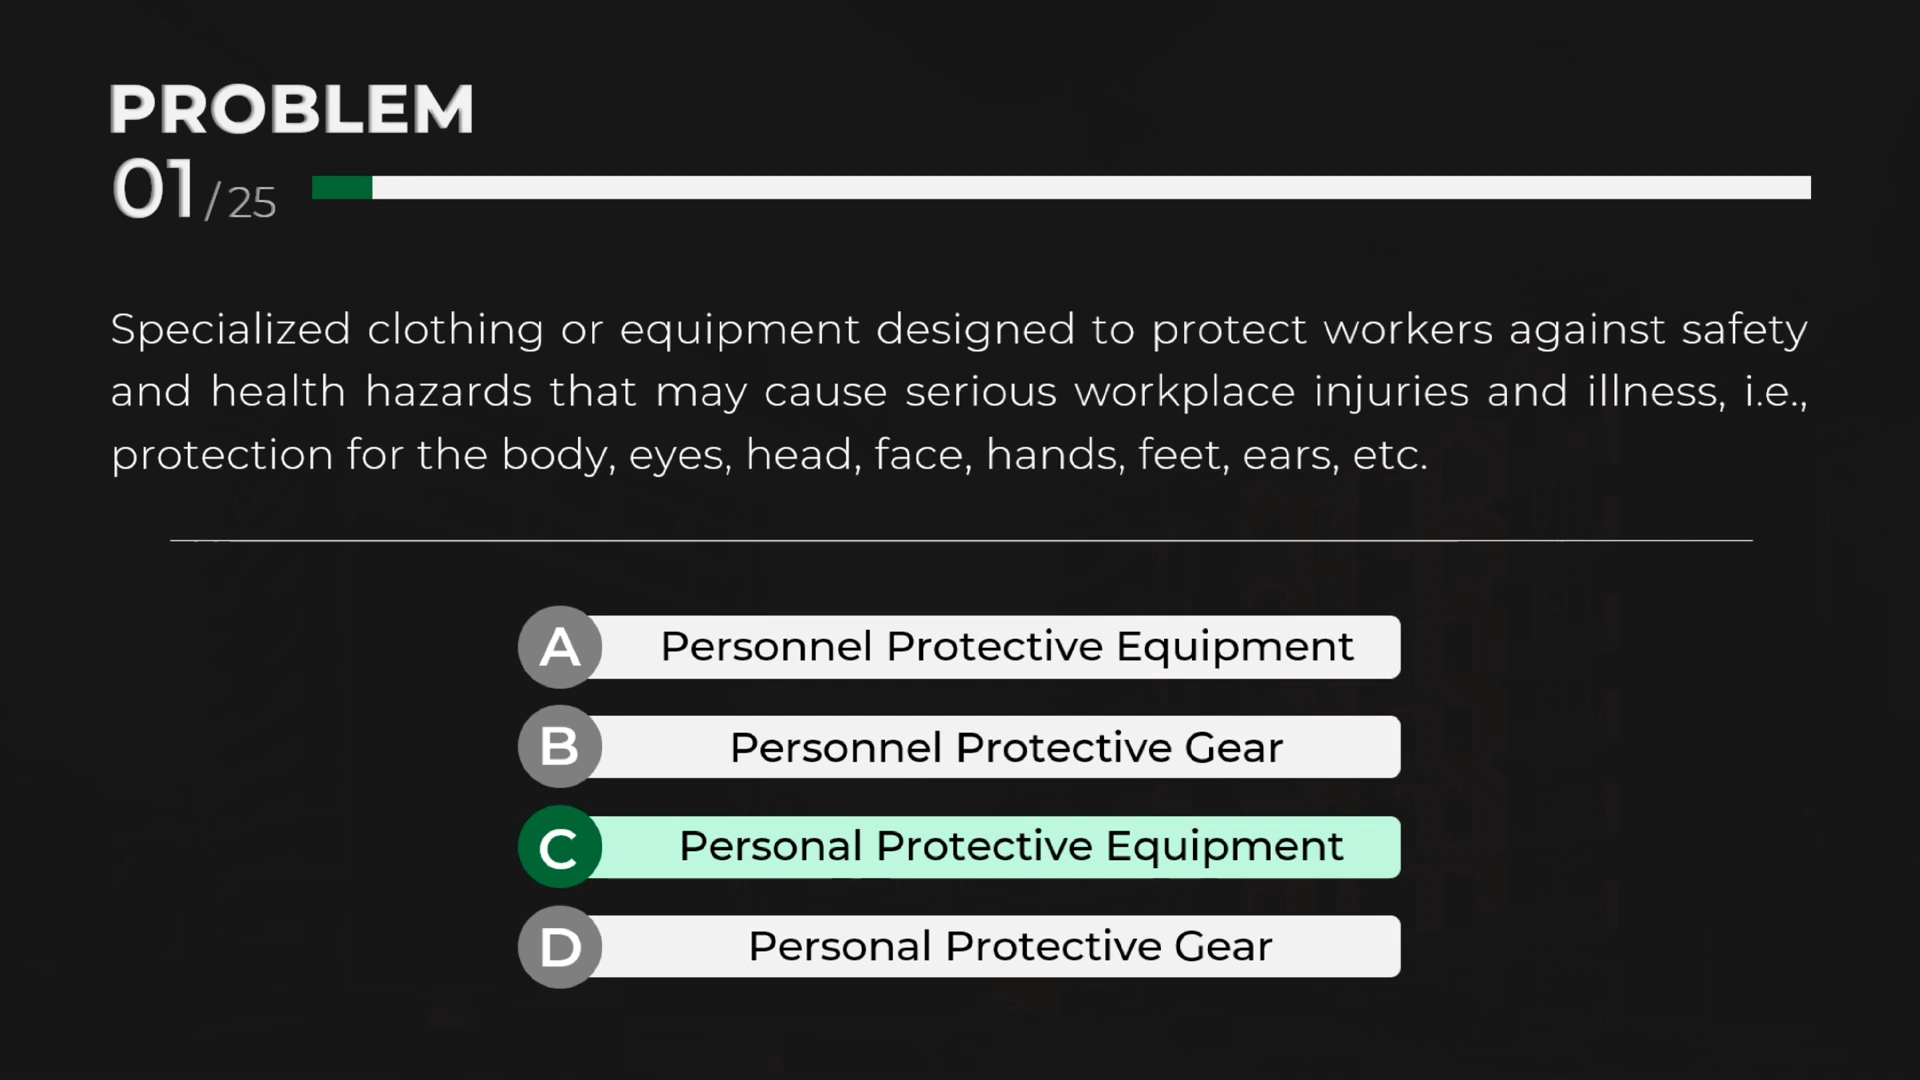 PROBLEM
01/25
Specialized clothing or equipment designed to protect workers against safety
and health hazards that may cause serious workplace injuries and illness, i.e.,
protection for the body, eyes, head, face, hands, feet, ears, etc.
A Personnel Protective Equipment
B Personnel Protective Gear
C Personal Protective Equipment
D Personal Protective Gear